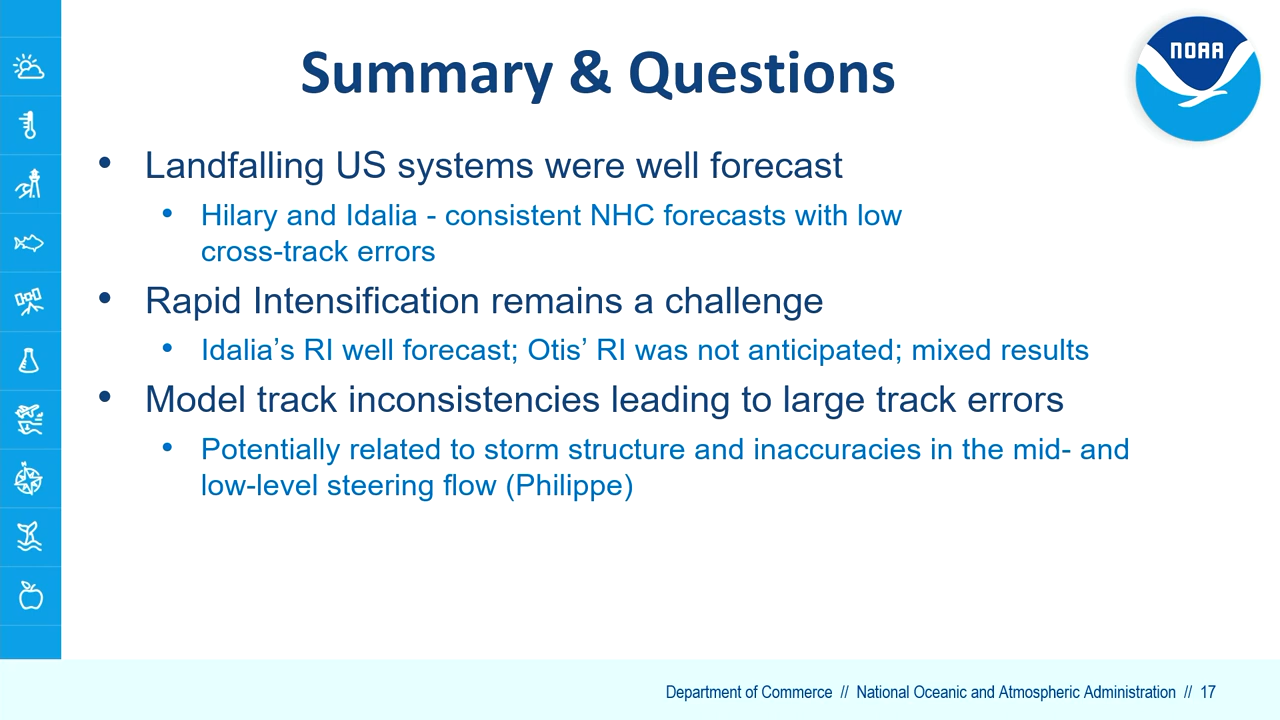 Summary & Questions
NOAA
• Landfalling US systems were well forecast
• Hilary and Idalia - consistent NHC forecasts with low
cross-track errors
• Rapid Intensification remains a challenge
• Idalia’s RI well forecast; Otis’ RI was not anticipated; mixed results
• Model track inconsistencies leading to large track errors
• Potentially related to storm structure and inaccuracies in the mid- and
low-level steering flow (Philippe)
Department of Commerce // National Oceanic and Atmospheric Administration // 17